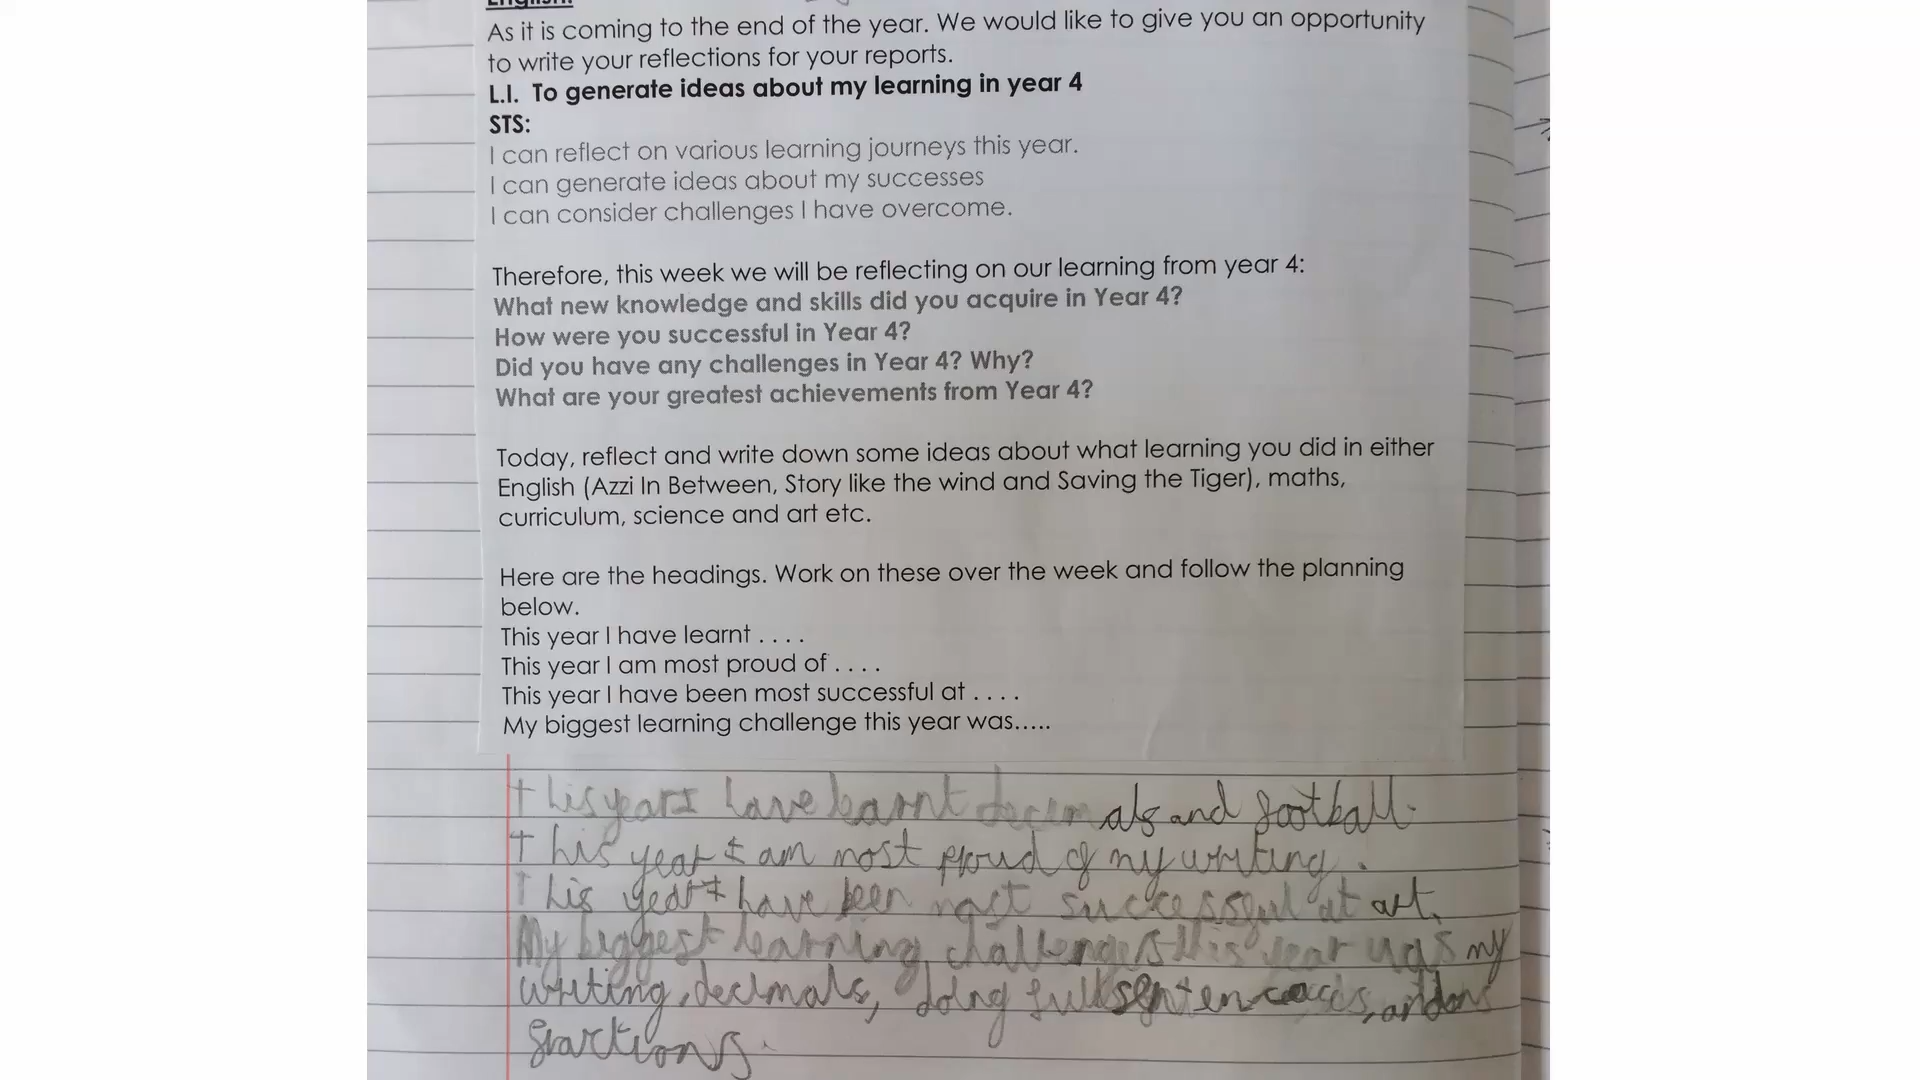 English:
As it is coming to the end of the year. We would like to give you an opportunity
to write your reflections for your reports.
L.I. To generate ideas about my learning in year 4
STS:
I can reflect on various learning journeys this year.
I can generate ideas about my successes
I can consider challenges I have overcome.
Therefore, this week we will be reflecting on our learning from year 4:
What new knowledge and skills did you acquire in Year 4?
How were you successful in Year 4?
Did you have any challenges in Year 4? Why?
What are your greatest achievements from Year 4?
Today, reflect and write down some ideas about what learning you did in either
English (Azzi In Between, Story like the wind and Saving the Tiger), maths,
curriculum, science and art etc.
Here are the headings. Work on these over the week and follow the planning
below.
This year I have learnt . . . .
This year I am most proud of . . . .
This year I have been most successful at . . . .
My biggest learning challenge this year was.....
This year I have learnt decimals and football.
This year I am most proud of my writing.
This year I have been most successful at art.
My biggest learning challenges this year was my
writing, decimals, doing full